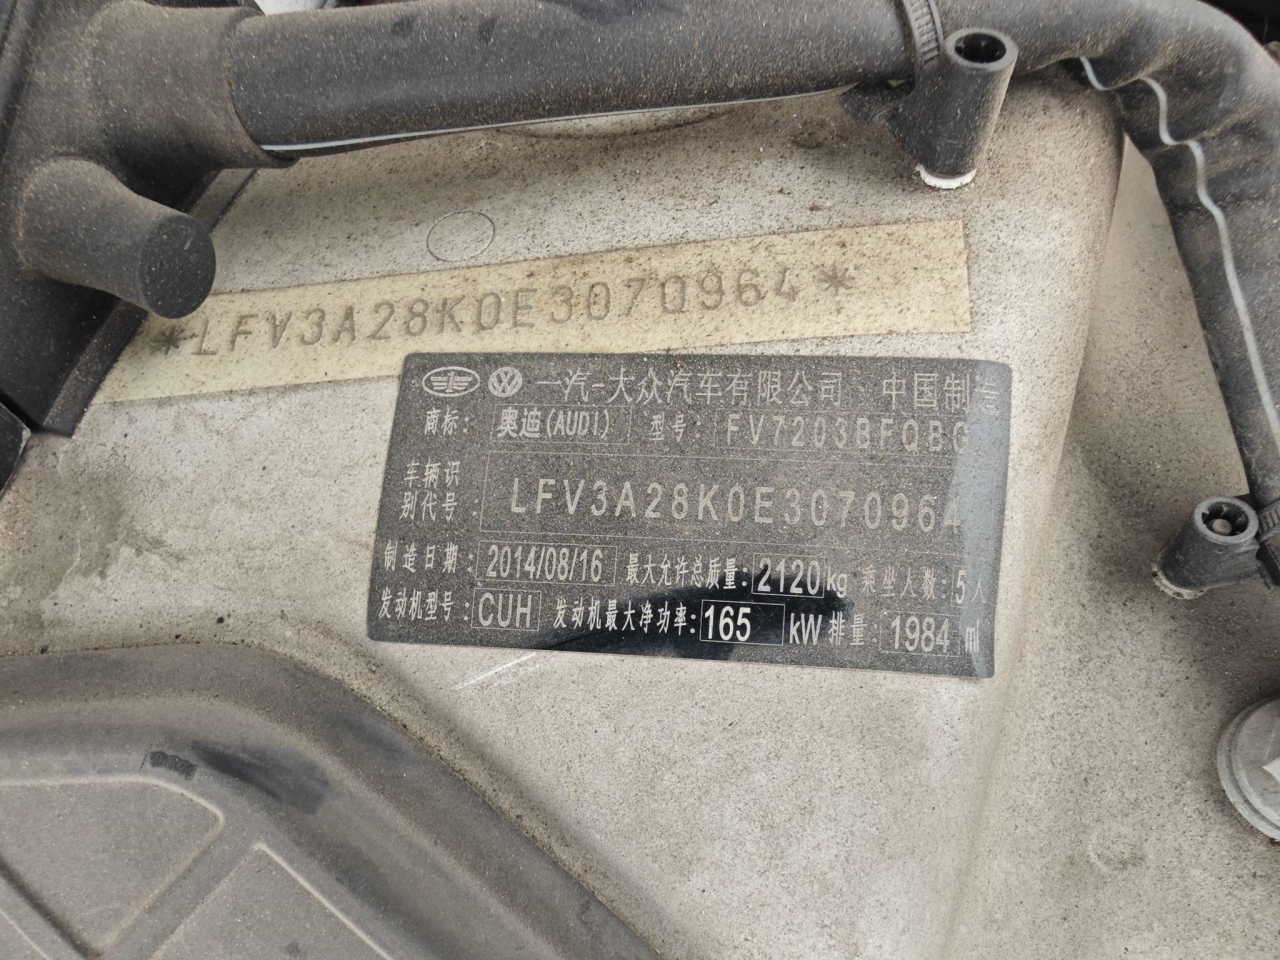 *LFV3A28K0E3070964*
一汽-大众汽车有限公司 中国制造
商标: 奥迪(AUDI) 型号: FV7203BFQBG
车辆识别代号: LFV3A28K0E3070964
制造日期: 2014/08/16 最大允许总质量: 2120kg 乘坐人数: 5人
发动机型号: CUH 发动机最大净功率: 165 kW 排量: 1984 ml